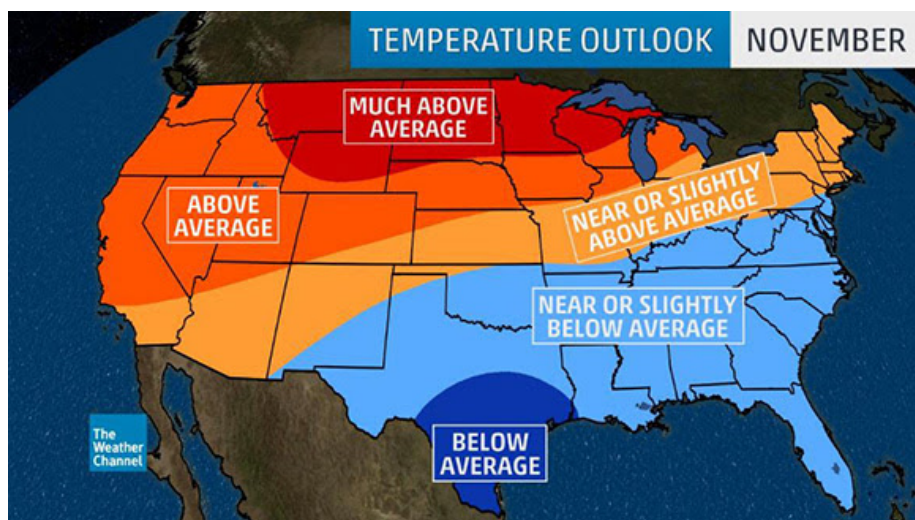 TEMPERATURE OUTLOOK
NOVEMBER
MUCH ABOVE
AVERAGE
ABOVE
AVERAGE
NEAR OR SLIGHTLY
ABOVE AVERAGE
NEAR OR SLIGHTLY
BELOW AVERAGE
BELOW
AVERAGE
The
Weather
Channel